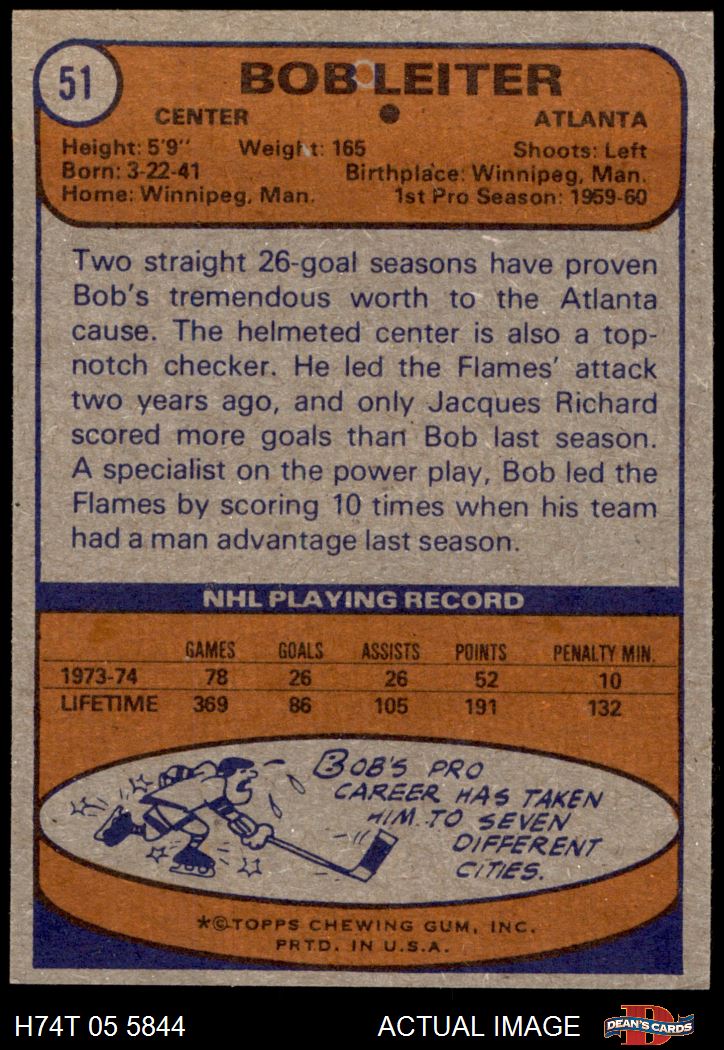 51
BOB LEITER
CENTER ATLANTA
Height: 5'9" Weight: 165 Shoots: Left
Born: 3-22-41 Birthplace: Winnipeg, Man.
Home: Winnipeg, Man. 1st Pro Season: 1959-60
Two straight 26-goal seasons have proven
Bob's tremendous worth to the Atlanta
cause. The helmeted center is also a top-
notch checker. He led the Flames' attack
two years ago, and only Jacques Richard
scored more goals than Bob last season.
A specialist on the power play, Bob led the
Flames by scoring 10 times when his team
had a man advantage last season.
NHL PLAYING RECORD
GAMES GOALS ASSISTS POINTS PENALTY MIN.
1973-74 78 26 26 52 10
LIFETIME 369 86 105 191 132
BOB'S PRO
CAREER HAS TAKEN
HIM TO SEVEN
DIFFERENT
CITIES.
*©TOPPS CHEWING GUM, INC.
PRTD. IN U.S.A.
H74T 05 5844 ACTUAL IMAGE D DEAN'S CARDS